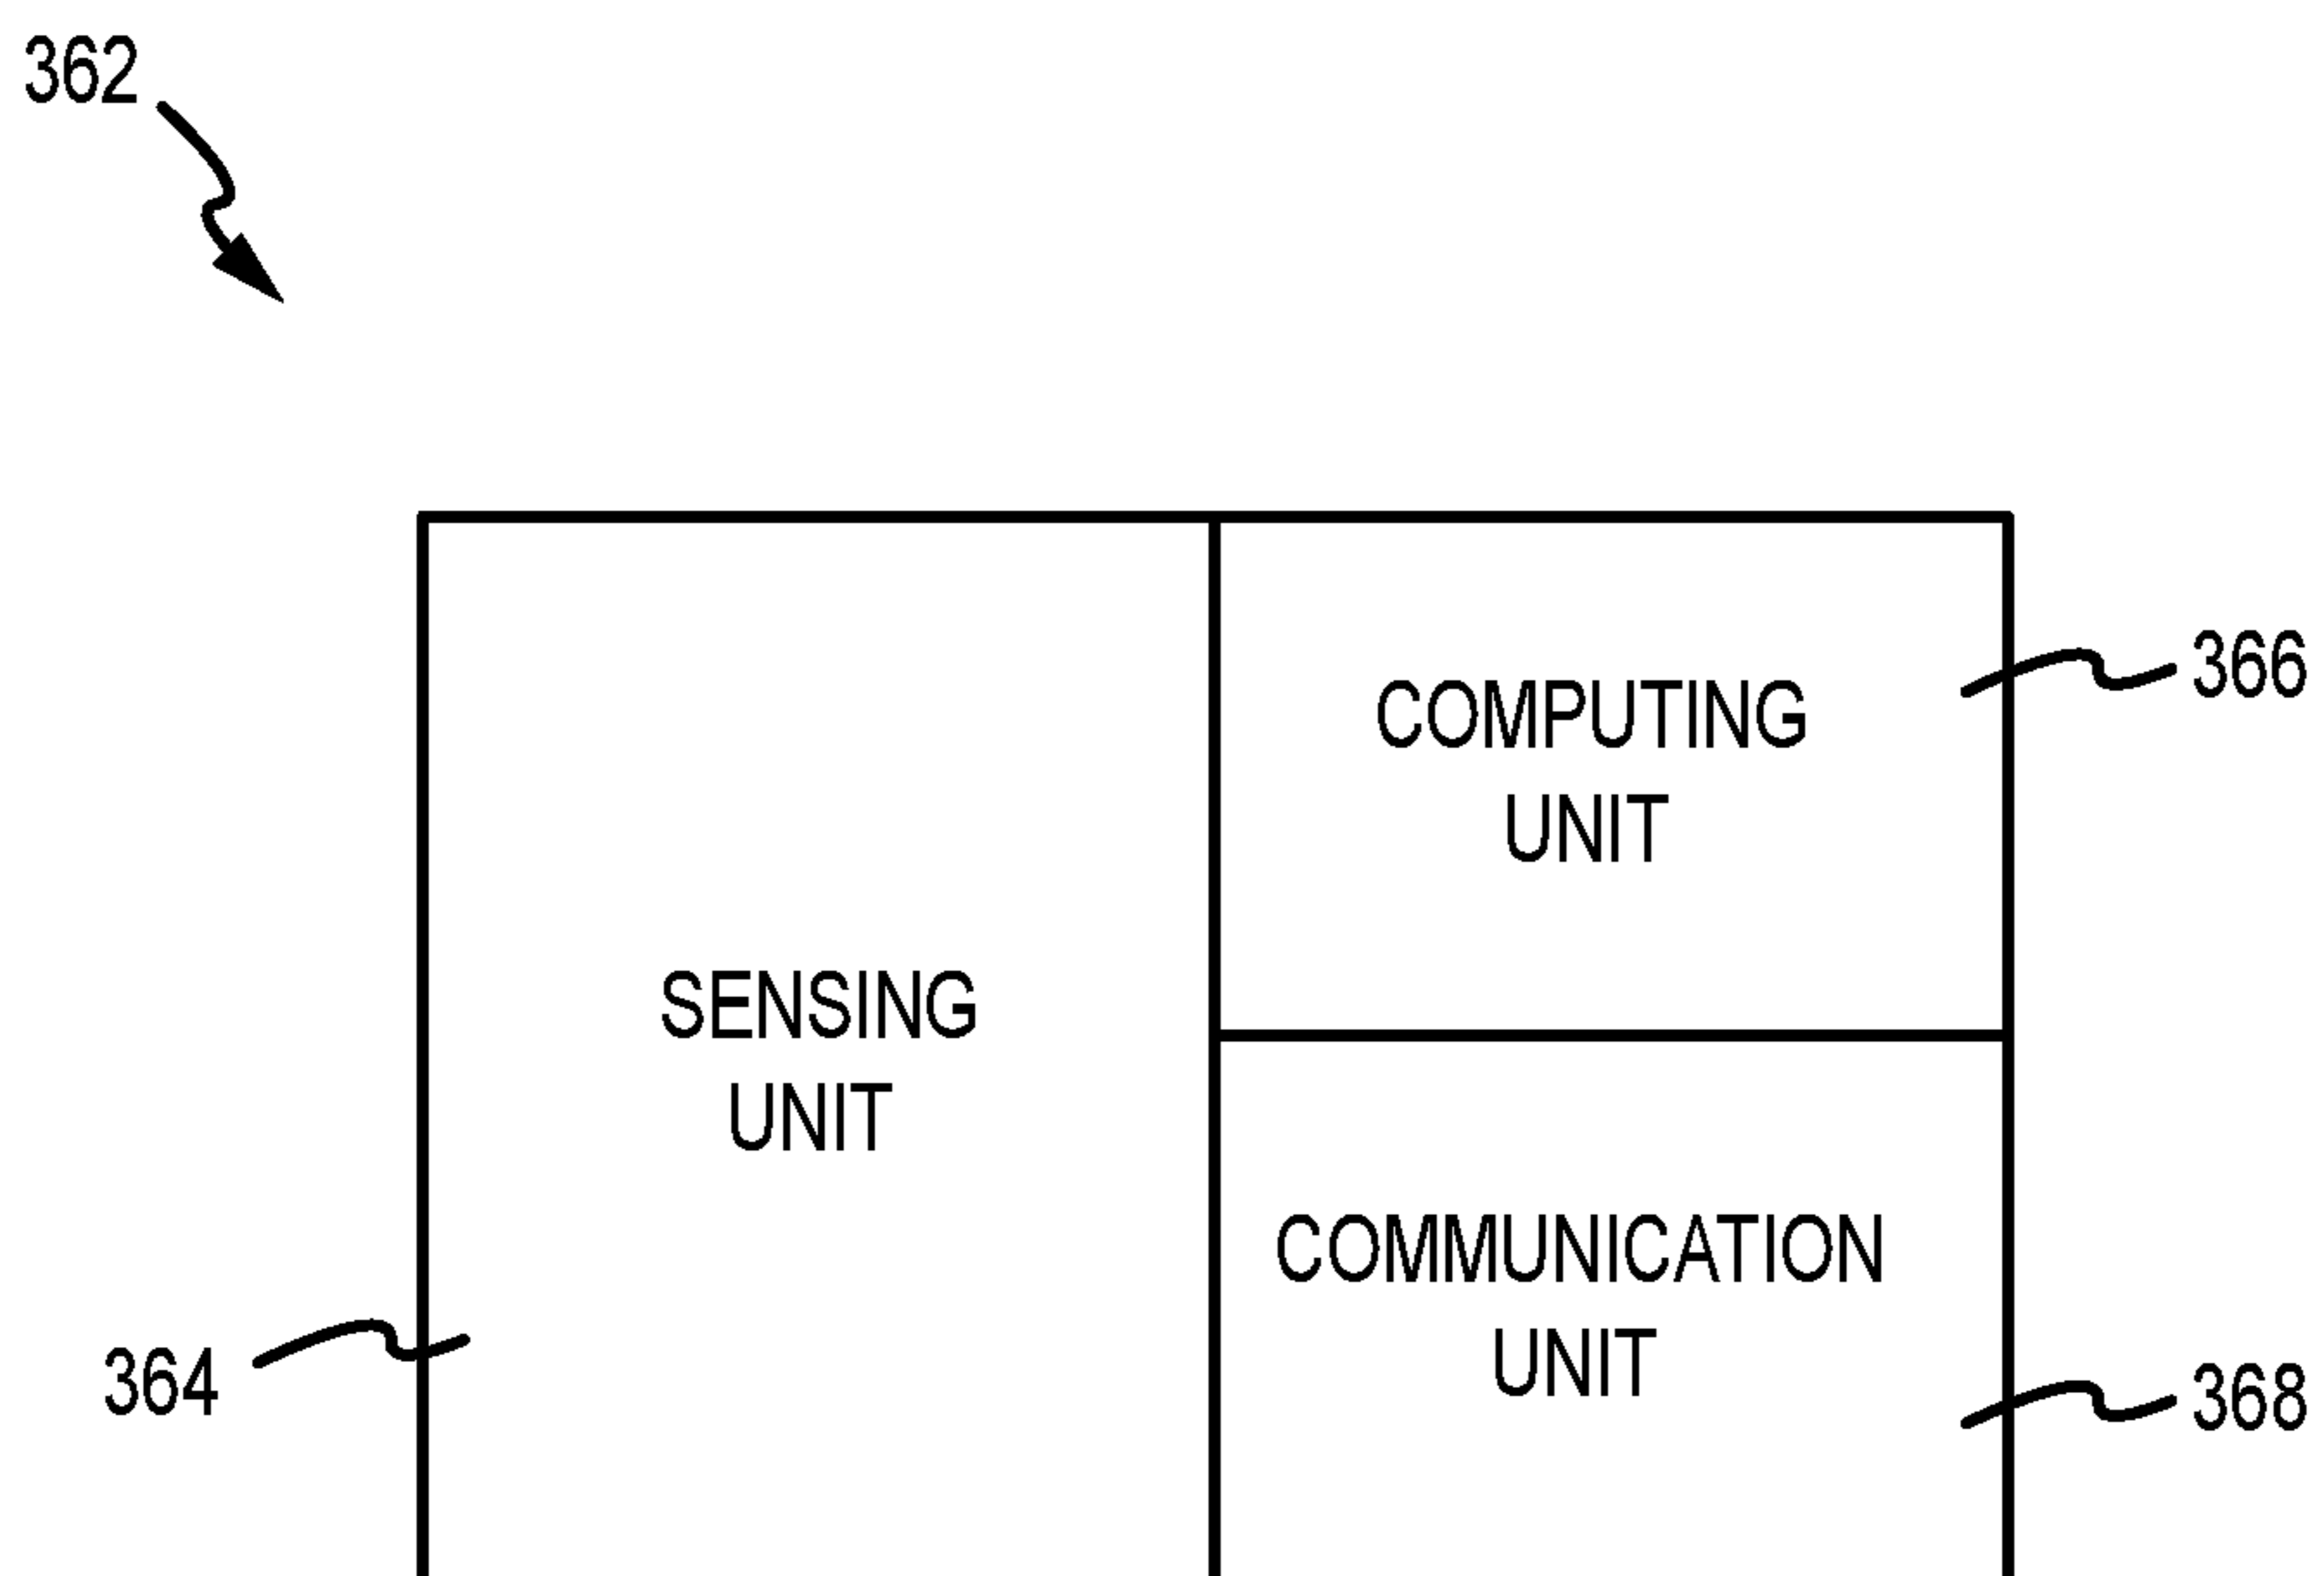 362
COMPUTING
UNIT
366
SENSING
UNIT
COMMUNICATION
UNIT
364
368